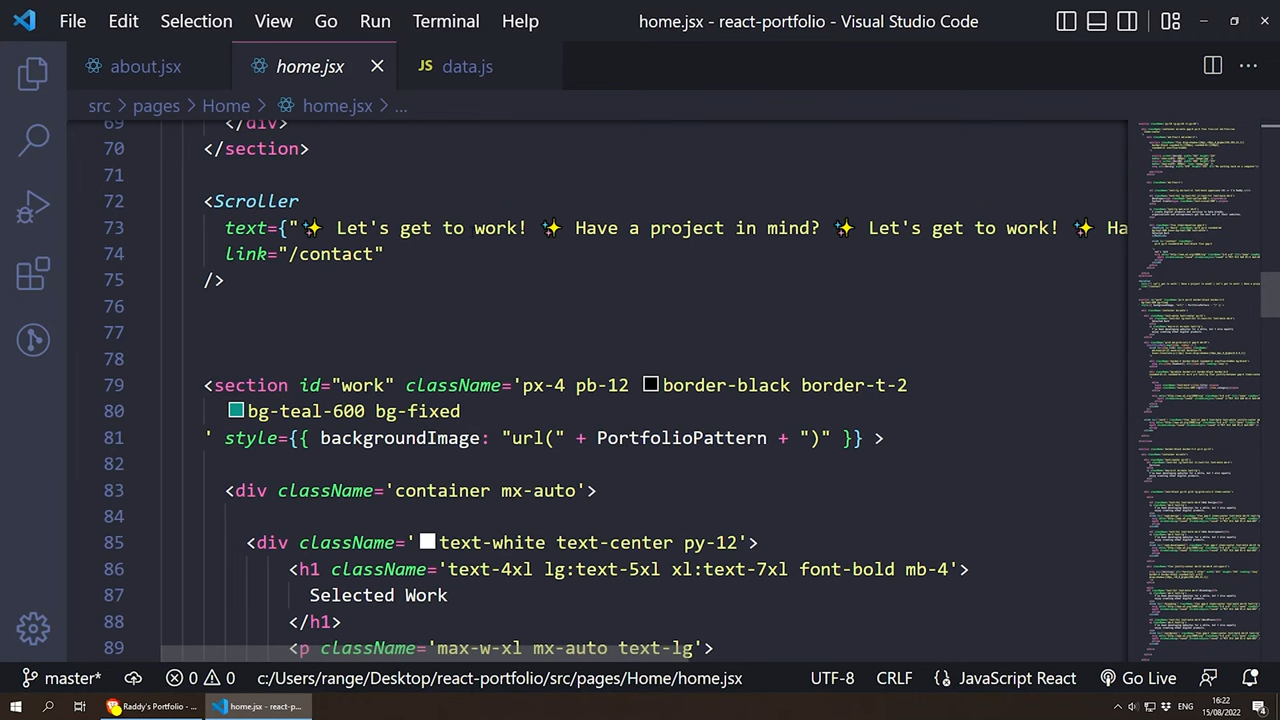 File Edit Selection View Go Run Terminal Help home.jsx - react-portfolio - Visual Studio Code
about.jsx home.jsx JS data.js
src > pages > Home > home.jsx > ...
69 </div>
70 </section>
71
72 <Scroller
73 text={"✨ Let's get to work! ✨ Have a project in mind? ✨ Let's get to work! ✨ Ha
74 link="/contact"
75 />
76
77
78
79 <section id="work" className='px-4 pb-12 border-black border-t-2
80 bg-teal-600 bg-fixed
81 ' style={{ backgroundImage: "url(" + PortfolioPattern + ")" }} >
82
83 <div className='container mx-auto'>
84
85 <div className='text-white text-center py-12'>
86 <h1 className='text-4xl lg:text-5xl xl:text-7xl font-bold mb-4'>
87 Selected Work
88 </h1>
89 <p className='max-w-xl mx-auto text-lg'>
master* 0 0 c:/Users/range/Desktop/react-portfolio/src/pages/Home/home.jsx UTF-8 CRLF {} JavaScript React Go Live
Raddy's Portfolio - ... home.jsx - react-p... ENG 16:22
15/08/2022 4